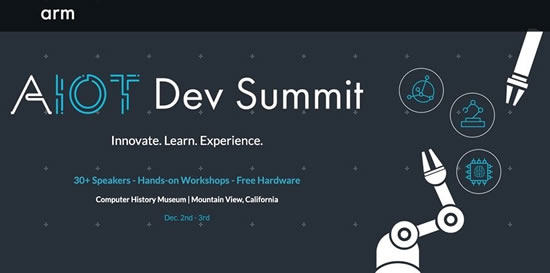 arm
AIOT Dev Summit
Innovate. Learn. Experience.
30+ Speakers - Hands-on Workshops - Free Hardware
Computer History Museum | Mountain View, California
Dec. 2nd - 3rd